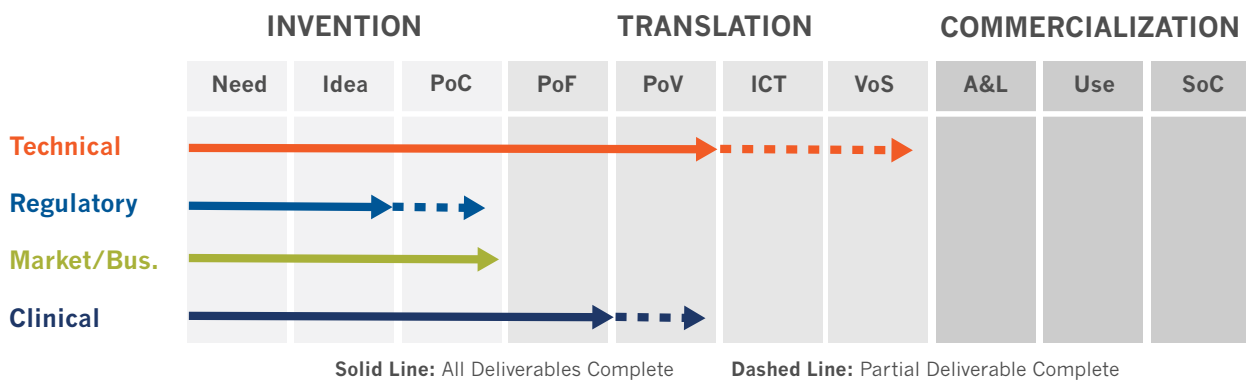 INVENTION TRANSLATION COMMERCIALIZATION
Need Idea PoC PoF PoV ICT VoS A&L Use SoC
Technical
Regulatory
Market/Bus.
Clinical
Solid Line: All Deliverables Complete Dashed Line: Partial Deliverable Complete